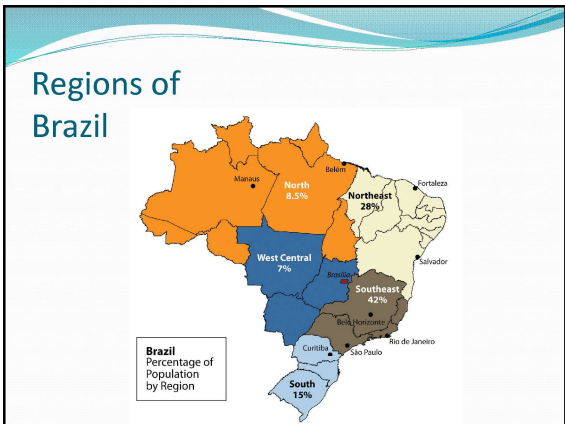 Regions of
Brazil
Belém
Manaus
Fortaleza
North
8.5%
Northeast
28%
West Central
7%
Salvador
Brasilia
Southeast
42%
Belo Horizonte
Rio de Janeiro
Curitiba
São Paulo
Brazil
Percentage of
Population
by Region
South
15%